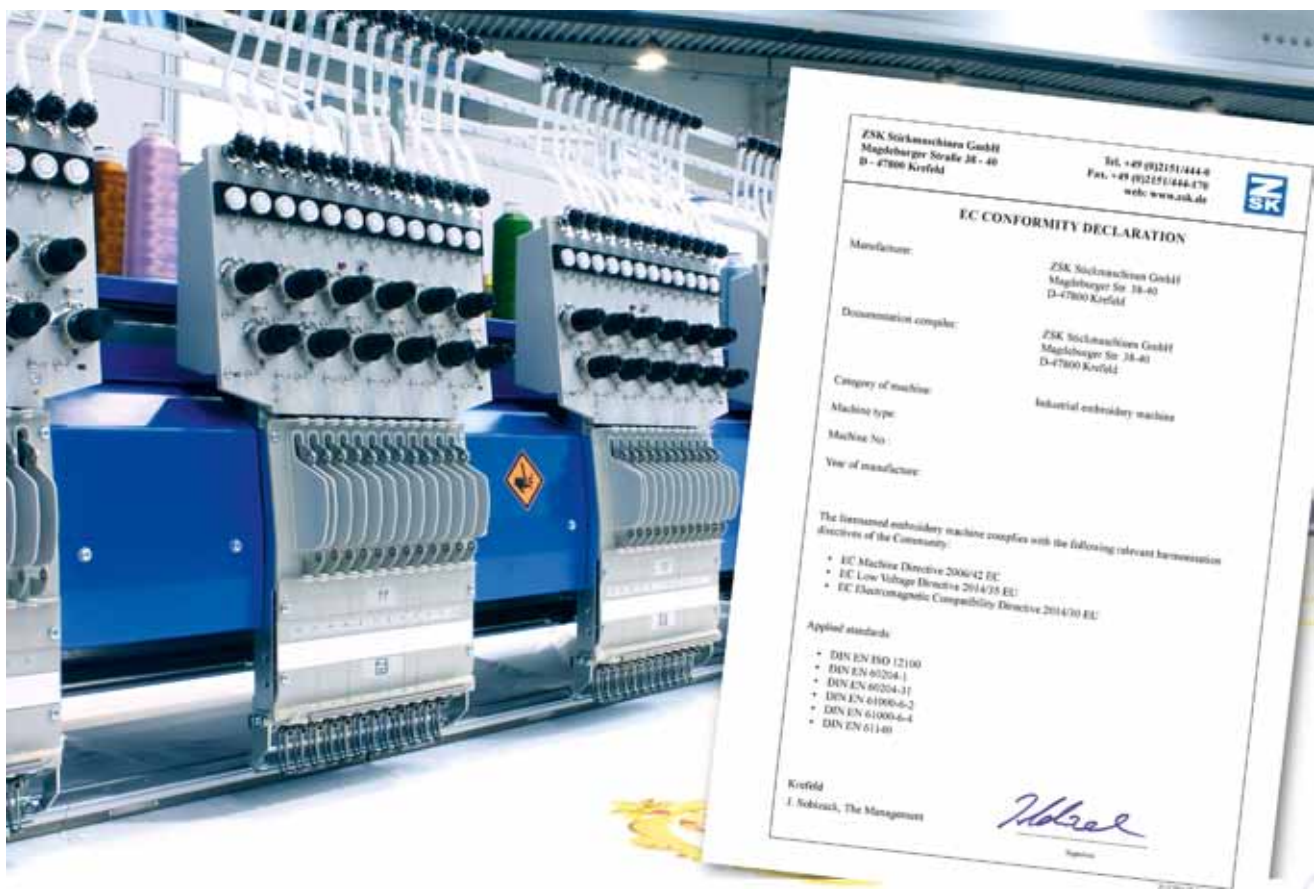 ZSK Stickmaschinen GmbH
Magdeburger Straße 38 - 40
D - 47800 Krefeld
Tel. +49 (0)2151/444-0
Fax. +49 (0)2151/444-170
web: www.zsk.de
ZSK
EC CONFORMITY DECLARATION
Manufacturer:
ZSK Stickmaschinen GmbH
Magdeburger Str. 38-40
D-47800 Krefeld
Documentation compiler:
ZSK Stickmaschinen GmbH
Magdeburger Str. 38-40
D-47800 Krefeld
Category of machine:
Industrial embroidery machine
Machine type:
Machine No :
Year of manufacture:
The forenamed embroidery machine complies with the following relevant harmonisation
directives of the Community:
• EC Machine Directive 2006/42 EC
• EC Low Voltage Directive 2014/35 EU
• EC Electromagnetic Compatibility Directive 2014/30 EU
Applied standards:
• DIN EN ISO 12100
• DIN EN 60204-1
• DIN EN 60204-31
• DIN EN 61000-6-2
• DIN EN 61000-6-4
• DIN EN 61140
Krefeld
J. Nobizack, The Management
Signature
11